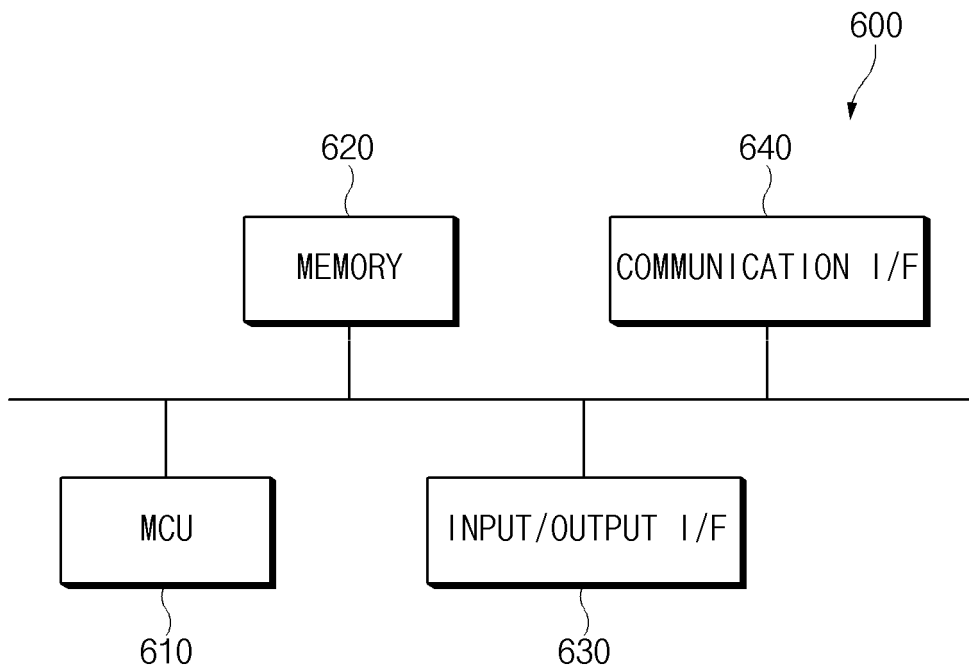 600
620
640
MEMORY
COMMUNICATION I/F
MCU
INPUT/OUTPUT I/F
610
630